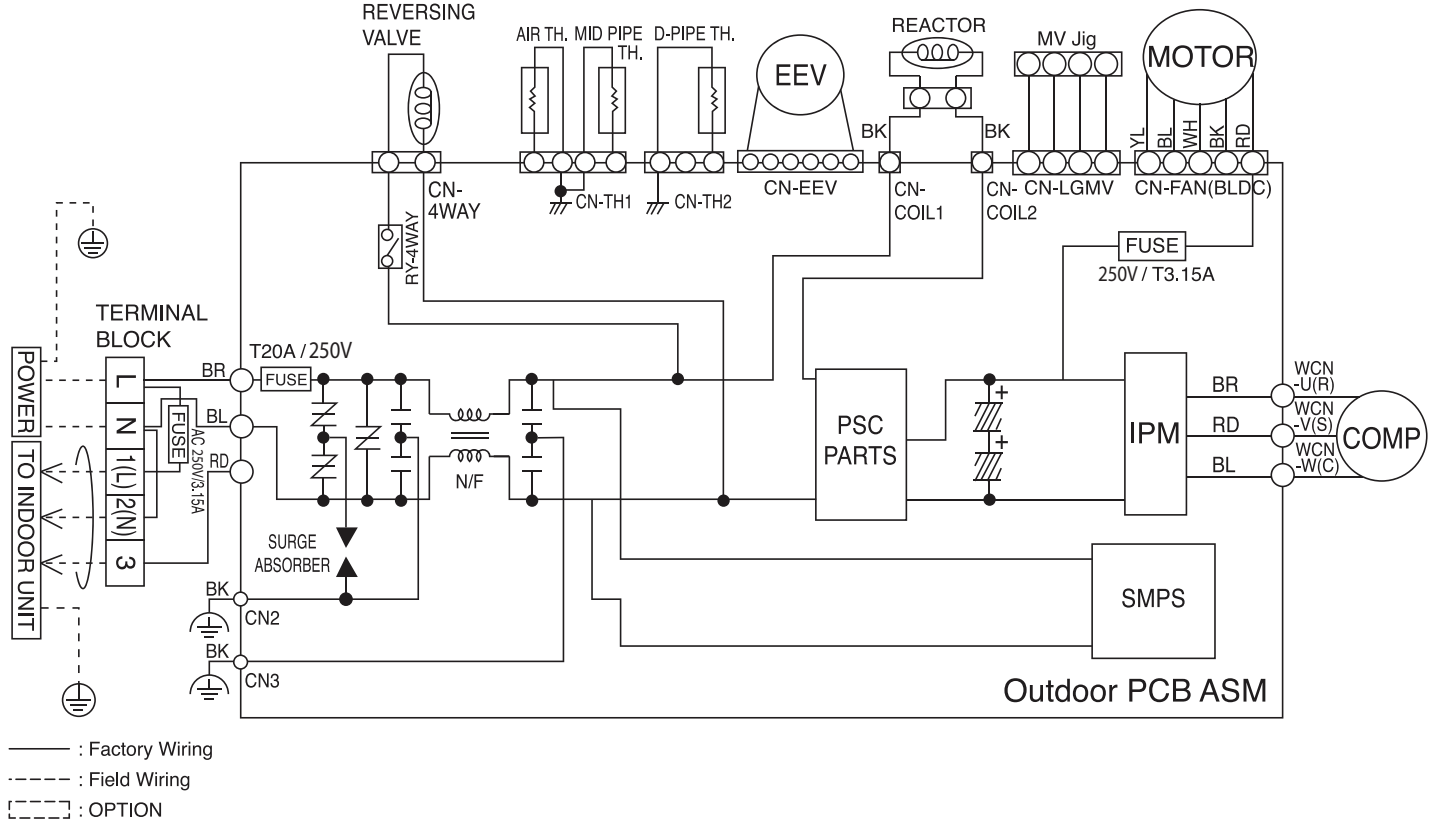 REVERSING
VALVE
AIR TH.
MID PIPE
TH.
D-PIPE TH.
EEV
REACTOR
MV Jig
MOTOR
BK
BK
YL
BL
WH
BK
RD
CN-
4WAY
CN-TH1
CN-TH2
CN-EEV
CN-
COIL1
CN-
COIL2
CN-LGMV
CN-FAN(BLDC)
RY-4WAY
FUSE
250V / T3.15A
TERMINAL
BLOCK
POWER
TO INDOOR UNIT
L
N
1(L)
2(N)
3
FUSE
AC 250V/3.15A
BR
BL
RD
T20A / 250V
FUSE
N/F
SURGE
ABSORBER
BK
CN2
BK
CN3
PSC
PARTS
+
+
IPM
BR
RD
BL
WCN
-U(R)
WCN
-V(S)
WCN
-W(C)
COMP
SMPS
Outdoor PCB ASM
: Factory Wiring
: Field Wiring
: OPTION